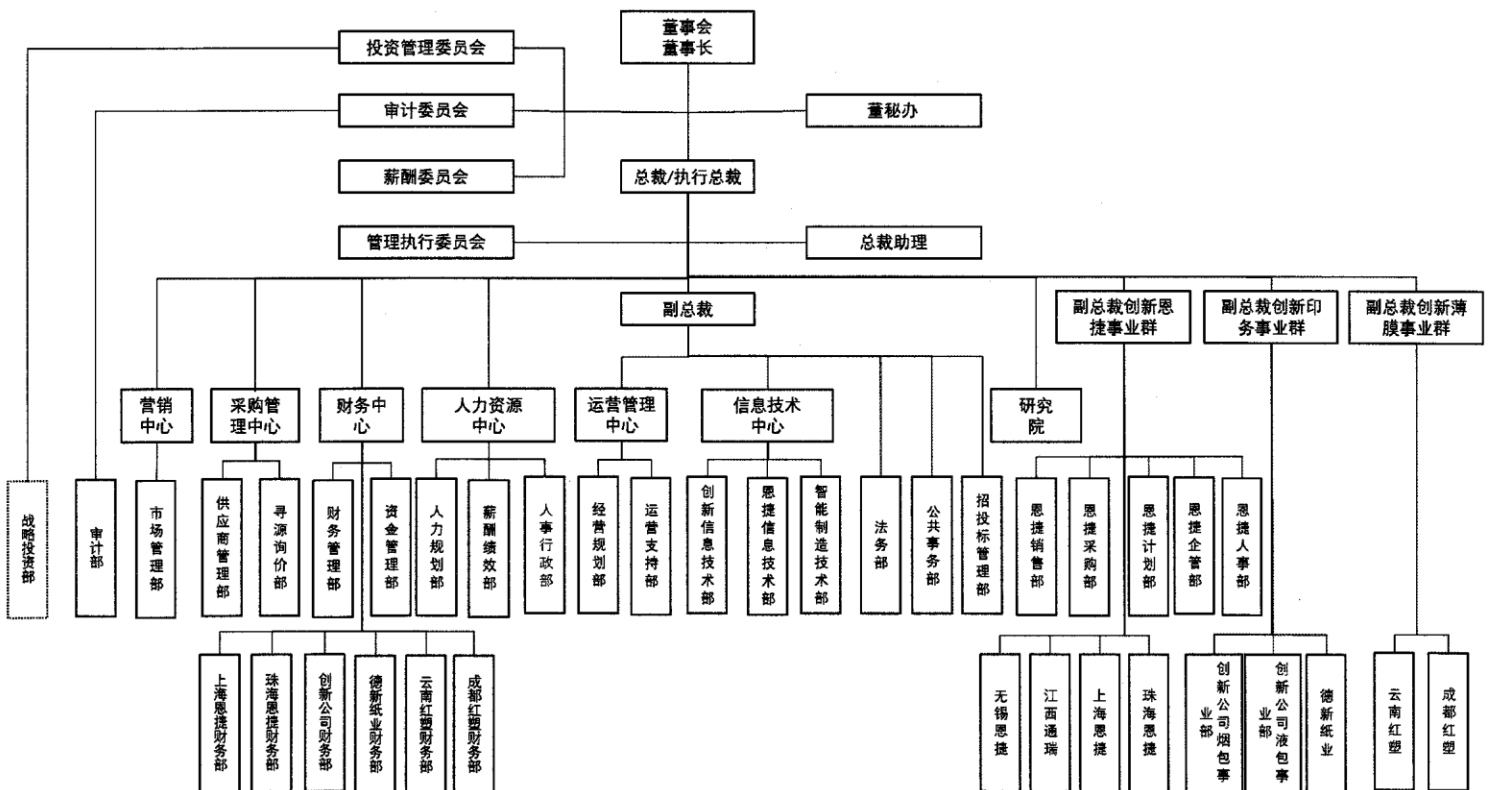 董事会
董事长
投资管理委员会
审计委员会
董秘办
薪酬委员会
总裁/执行总裁
管理执行委员会
总裁助理
副总裁
副总裁创新恩
捷事业群
副总裁创新印
务事业群
副总裁创新薄
膜事业群
营销
中心
采购管
理中心
财务中
心
人力资源
中心
运营管理
中心
信息技术
中心
研究
院
战略投资部
审计部
市场管理部
供应商管理部
寻源询价部
财务管理部
资金管理部
人力规划部
薪酬绩效部
人事行政部
经营规划部
运营支持部
创新信息技术部
恩捷信息技术部
智能制造技术部
法务部
公共事务部
招投标管理部
恩捷销售部
恩捷采购部
恩捷计划部
恩捷企管部
恩捷人事部
上海恩捷财务部
珠海恩捷财务部
创新公司财务部
德新纸业财务部
云南红塑财务部
成都红塑财务部
无锡恩捷
江西通瑞
上海恩捷
珠海恩捷
创新公司烟包事
业部
创新公司液包事
业部
德新纸业
云南红塑
成都红塑